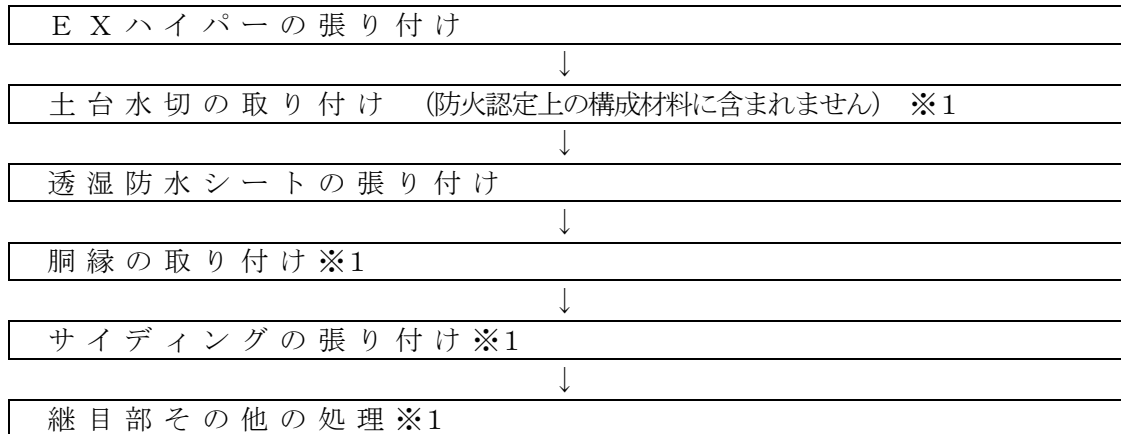 ＥＸハイパーの張り付け
↓
土台水切の取り付け (防火認定上の構成材料に含まれません) ※1
↓
透湿防水シートの張り付け
↓
胴縁の取り付け※1
↓
サイディングの張り付け※1
↓
継目部その他の処理※1